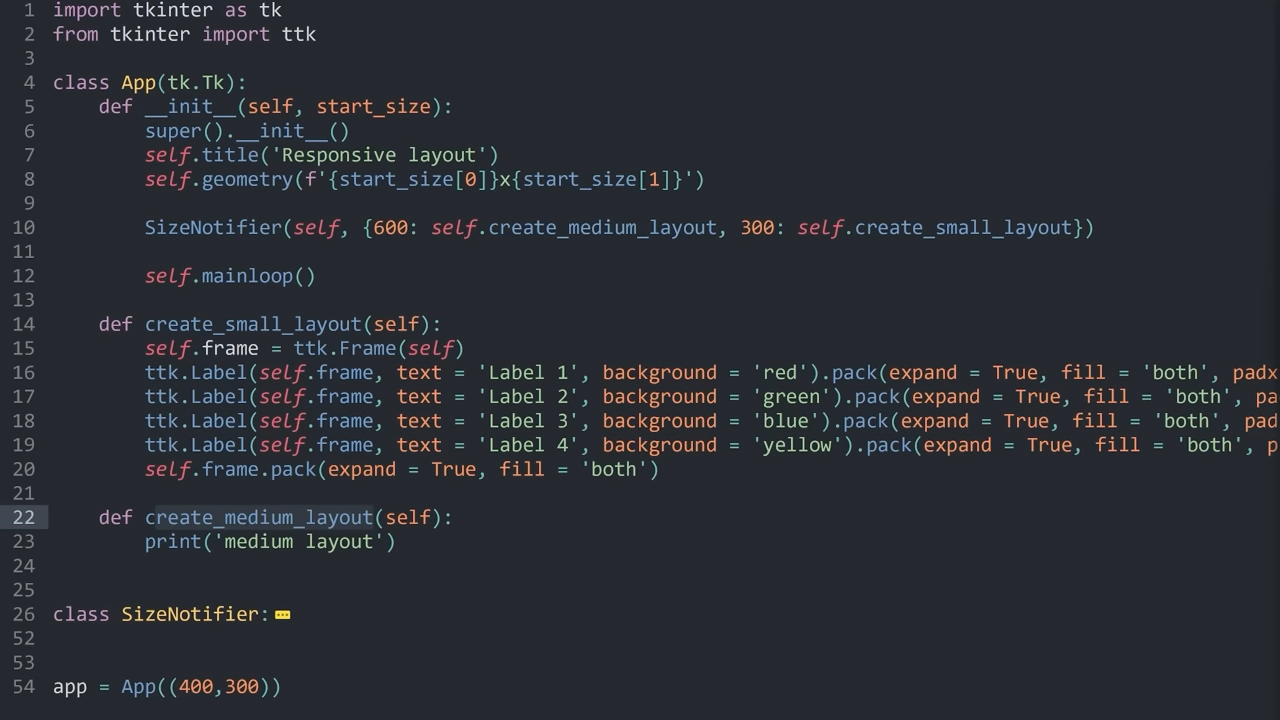 1 import tkinter as tk
2 from tkinter import ttk
3
4 class App(tk.Tk):
5     def __init__(self, start_size):
6         super().__init__()
7         self.title('Responsive layout')
8         self.geometry(f'{start_size[0]}x{start_size[1]}')
9
10         SizeNotifier(self, {600: self.create_medium_layout, 300: self.create_small_layout})
11
12         self.mainloop()
13
14     def create_small_layout(self):
15         self.frame = ttk.Frame(self)
16         ttk.Label(self.frame, text = 'Label 1', background = 'red').pack(expand = True, fill = 'both', padx
17         ttk.Label(self.frame, text = 'Label 2', background = 'green').pack(expand = True, fill = 'both', pa
18         ttk.Label(self.frame, text = 'Label 3', background = 'blue').pack(expand = True, fill = 'both', pad
19         ttk.Label(self.frame, text = 'Label 4', background = 'yellow').pack(expand = True, fill = 'both', p
20         self.frame.pack(expand = True, fill = 'both')
21
22     def create_medium_layout(self):
23         print('medium layout')
24
25
26 class SizeNotifier:
52
53
54 app = App((400,300))